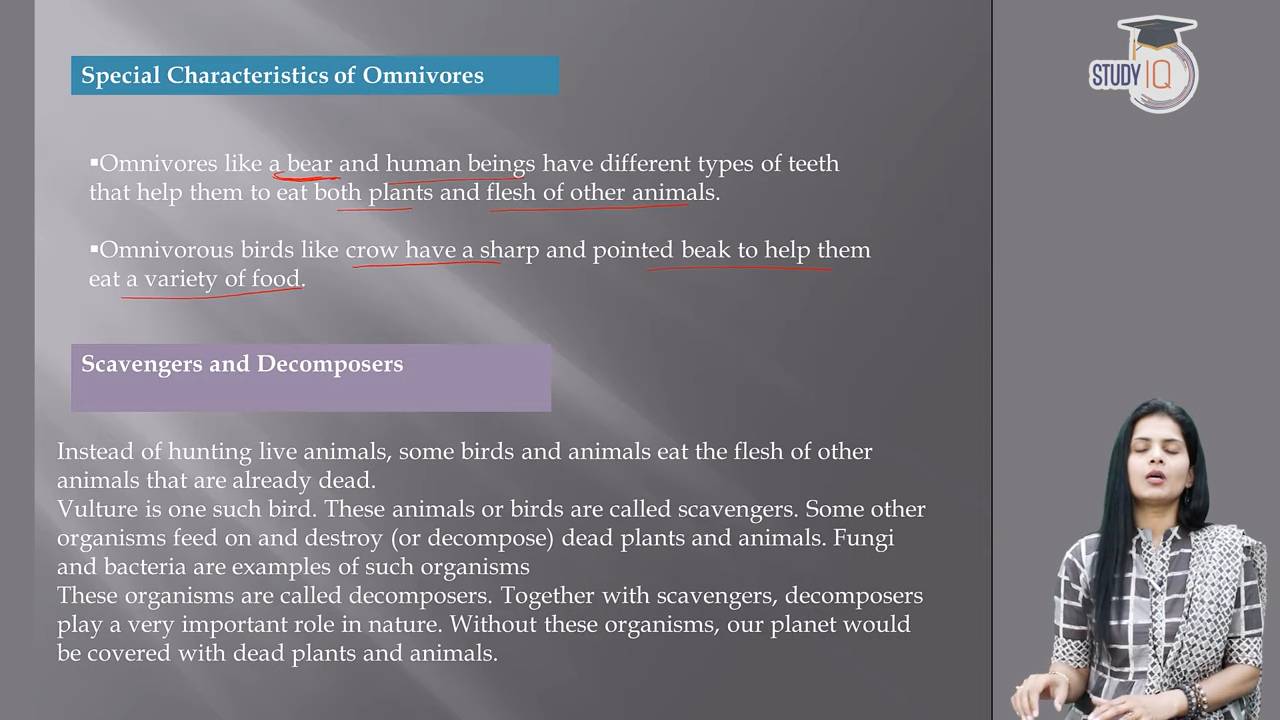 Special Characteristics of Omnivores
STUDY IQ
▪Omnivores like a bear and human beings have different types of teeth
that help them to eat both plants and flesh of other animals.
▪Omnivorous birds like crow have a sharp and pointed beak to help them
eat a variety of food.
Scavengers and Decomposers
Instead of hunting live animals, some birds and animals eat the flesh of other
animals that are already dead.
Vulture is one such bird. These animals or birds are called scavengers. Some other
organisms feed on and destroy (or decompose) dead plants and animals. Fungi
and bacteria are examples of such organisms
These organisms are called decomposers. Together with scavengers, decomposers
play a very important role in nature. Without these organisms, our planet would
be covered with dead plants and animals.